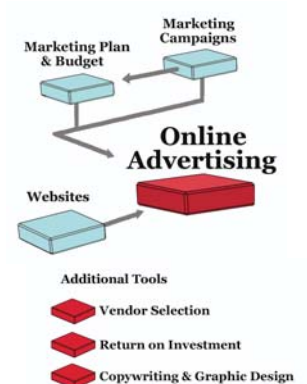 Marketing
Campaigns
Marketing Plan
& Budget
Online
Advertising
Websites
Additional Tools
Vendor Selection
Return on Investment
Copywriting & Graphic Design